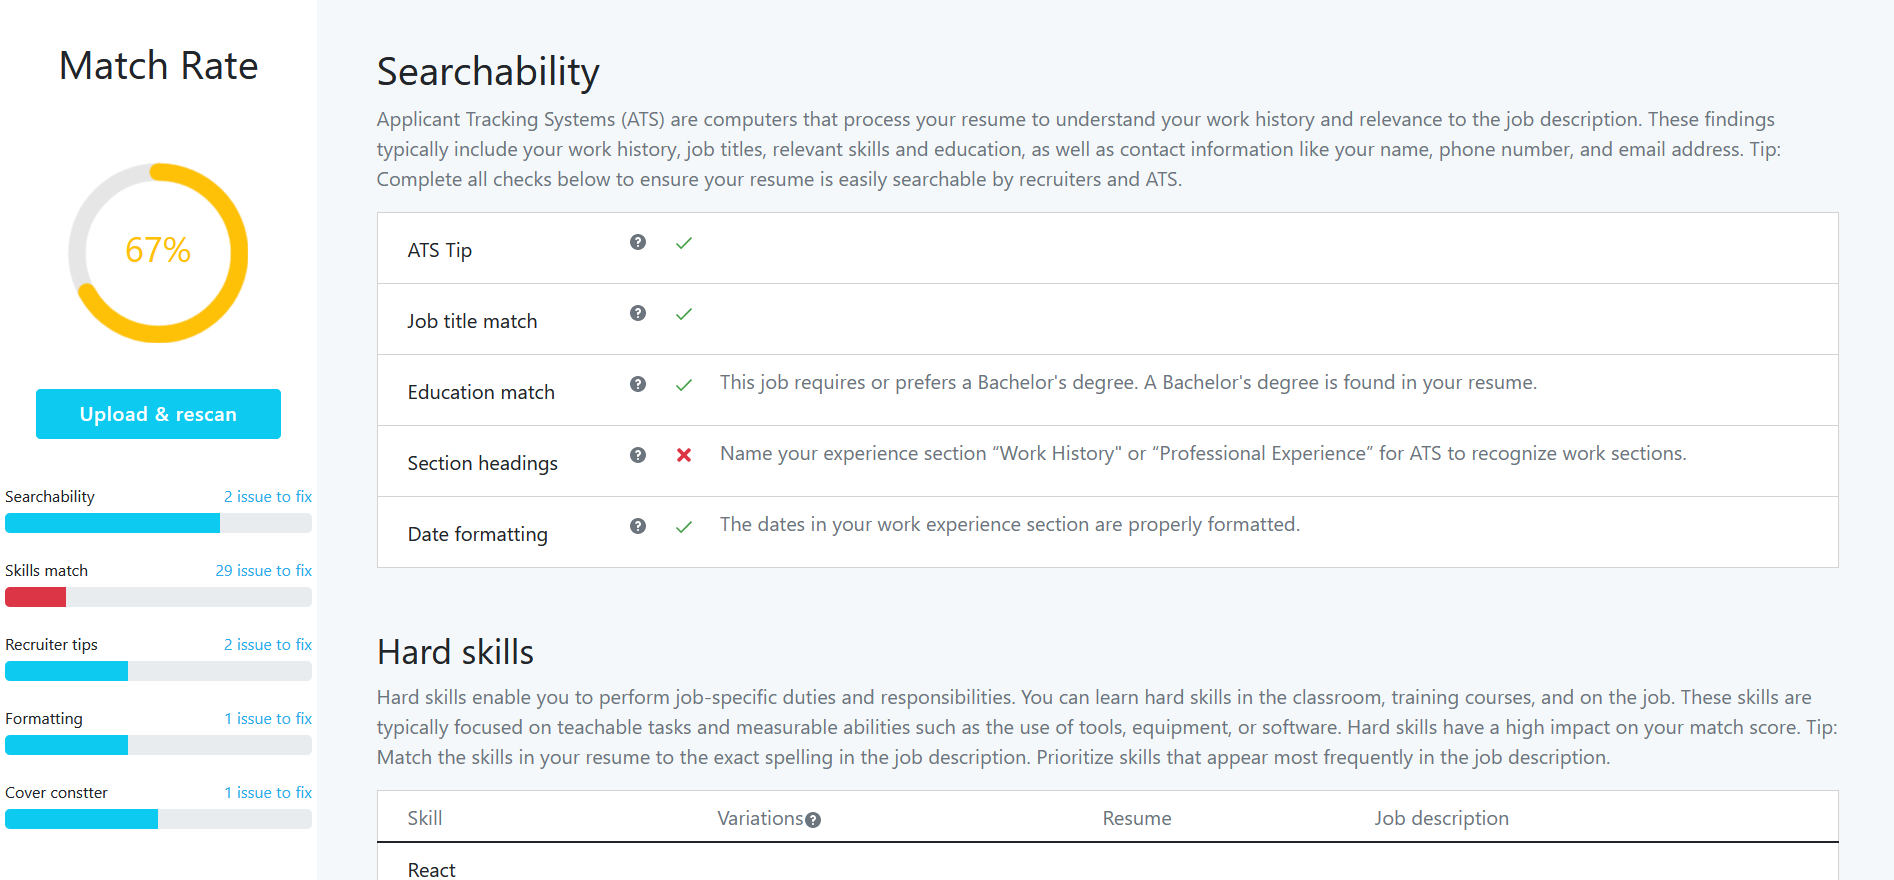 Match Rate
67%
Upload & rescan
Searchability 2 issue to fix
Skills match 29 issue to fix
Recruiter tips 2 issue to fix
Formatting 1 issue to fix
Cover constter 1 issue to fix
Searchability
Applicant Tracking Systems (ATS) are computers that process your resume to understand your work history and relevance to the job description. These findings
typically include your work history, job titles, relevant skills and education, as well as contact information like your name, phone number, and email address. Tip:
Complete all checks below to ensure your resume is easily searchable by recruiters and ATS.
ATS Tip
Job title match
Education match This job requires or prefers a Bachelor's degree. A Bachelor's degree is found in your resume.
Section headings Name your experience section “Work History" or “Professional Experience” for ATS to recognize work sections.
Date formatting The dates in your work experience section are properly formatted.
Hard skills
Hard skills enable you to perform job-specific duties and responsibilities. You can learn hard skills in the classroom, training courses, and on the job. These skills are
typically focused on teachable tasks and measurable abilities such as the use of tools, equipment, or software. Hard skills have a high impact on your match score. Tip:
Match the skills in your resume to the exact spelling in the job description. Prioritize skills that appear most frequently in the job description.
Skill Variations Resume Job description
React